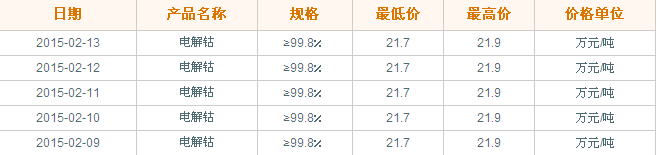 日期 产品名称 规格 最低价 最高价 价格单位
2015-02-13 电解钴 ≥99.8% 21.7 21.9 万元/吨
2015-02-12 电解钴 ≥99.8% 21.7 21.9 万元/吨
2015-02-11 电解钴 ≥99.8% 21.7 21.9 万元/吨
2015-02-10 电解钴 ≥99.8% 21.7 21.9 万元/吨
2015-02-09 电解钴 ≥99.8% 21.7 21.9 万元/吨